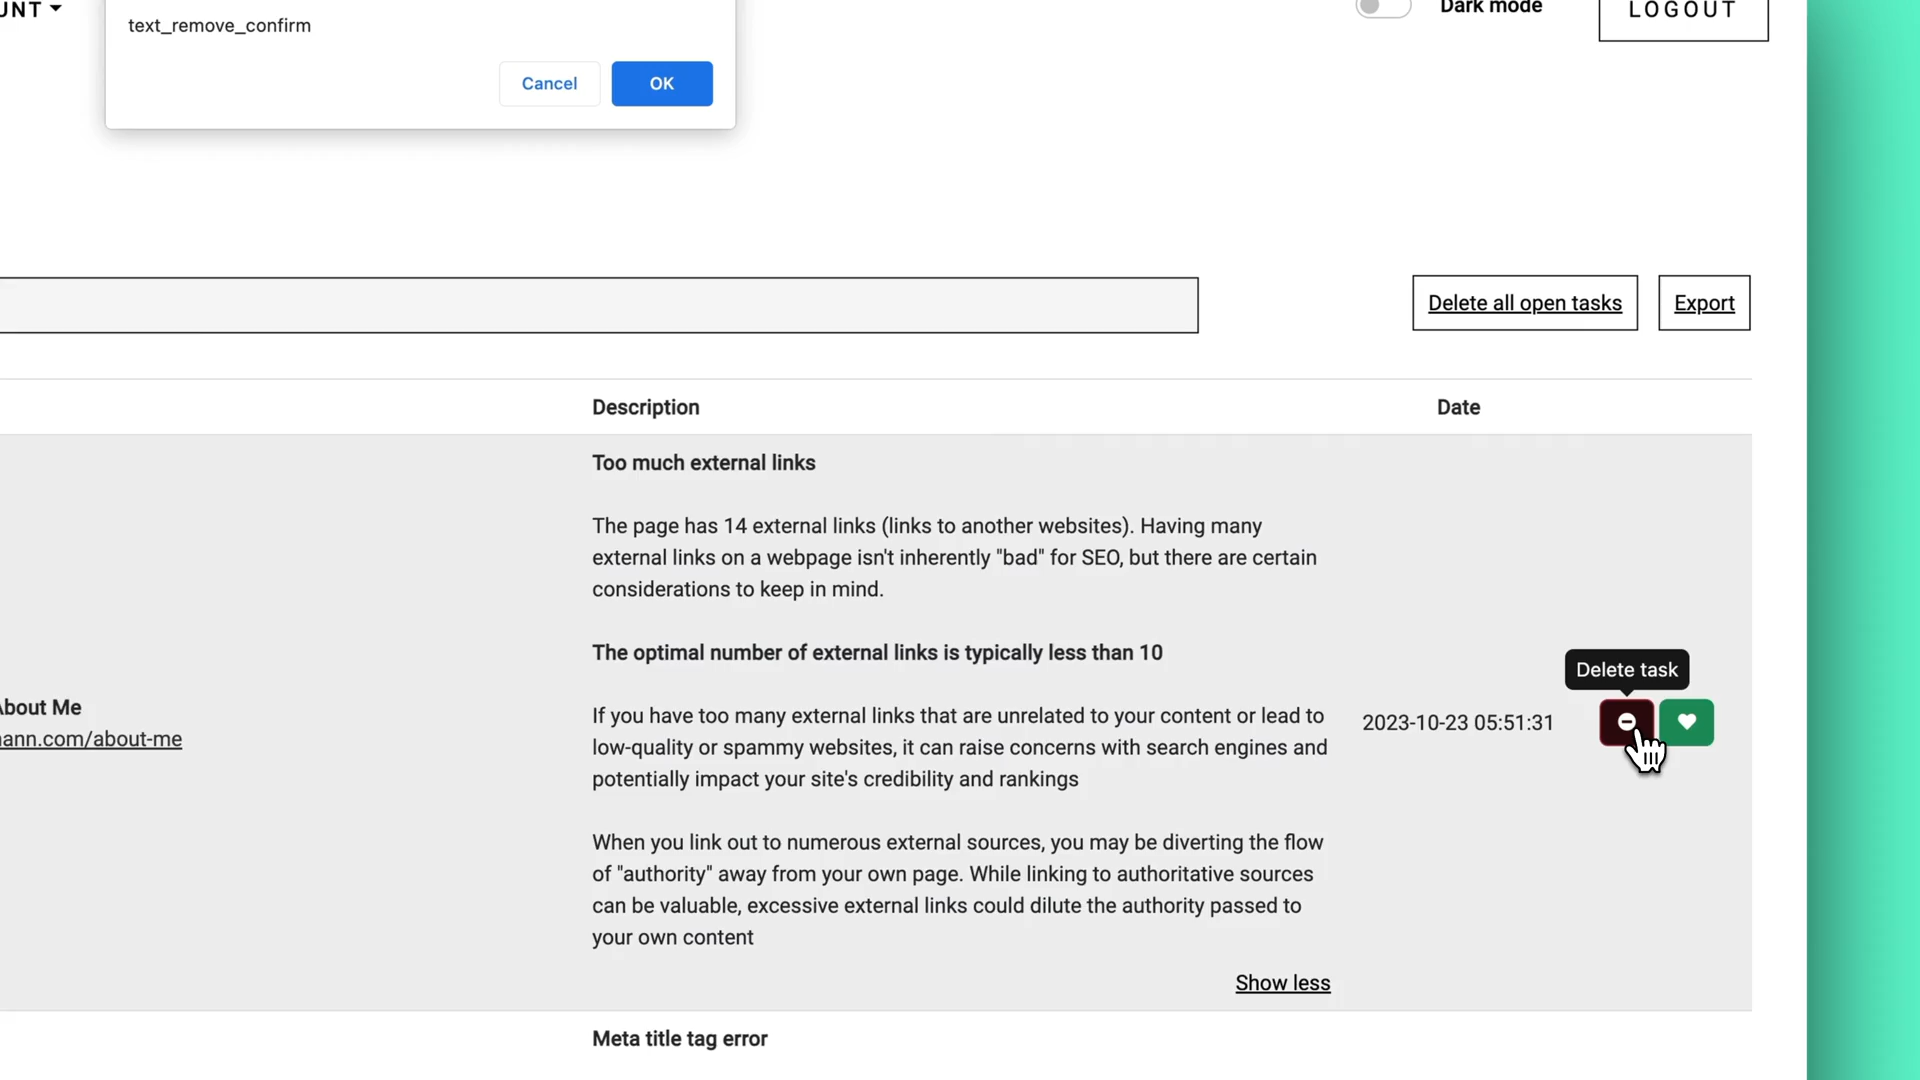 text_remove_confirm
Cancel
OK
Dark mode
LOGOUT
Delete all open tasks
Export
Description
Date
Too much external links
The page has 14 external links (links to another websites). Having many
external links on a webpage isn't inherently "bad" for SEO, but there are certain
considerations to keep in mind.
The optimal number of external links is typically less than 10
Delete task
About Me
nann.com/about-me
2023-10-23 05:51:31
If you have too many external links that are unrelated to your content or lead to
low-quality or spammy websites, it can raise concerns with search engines and
potentially impact your site's credibility and rankings
When you link out to numerous external sources, you may be diverting the flow
of "authority" away from your own page. While linking to authoritative sources
can be valuable, excessive external links could dilute the authority passed to
your own content
Show less
Meta title tag error